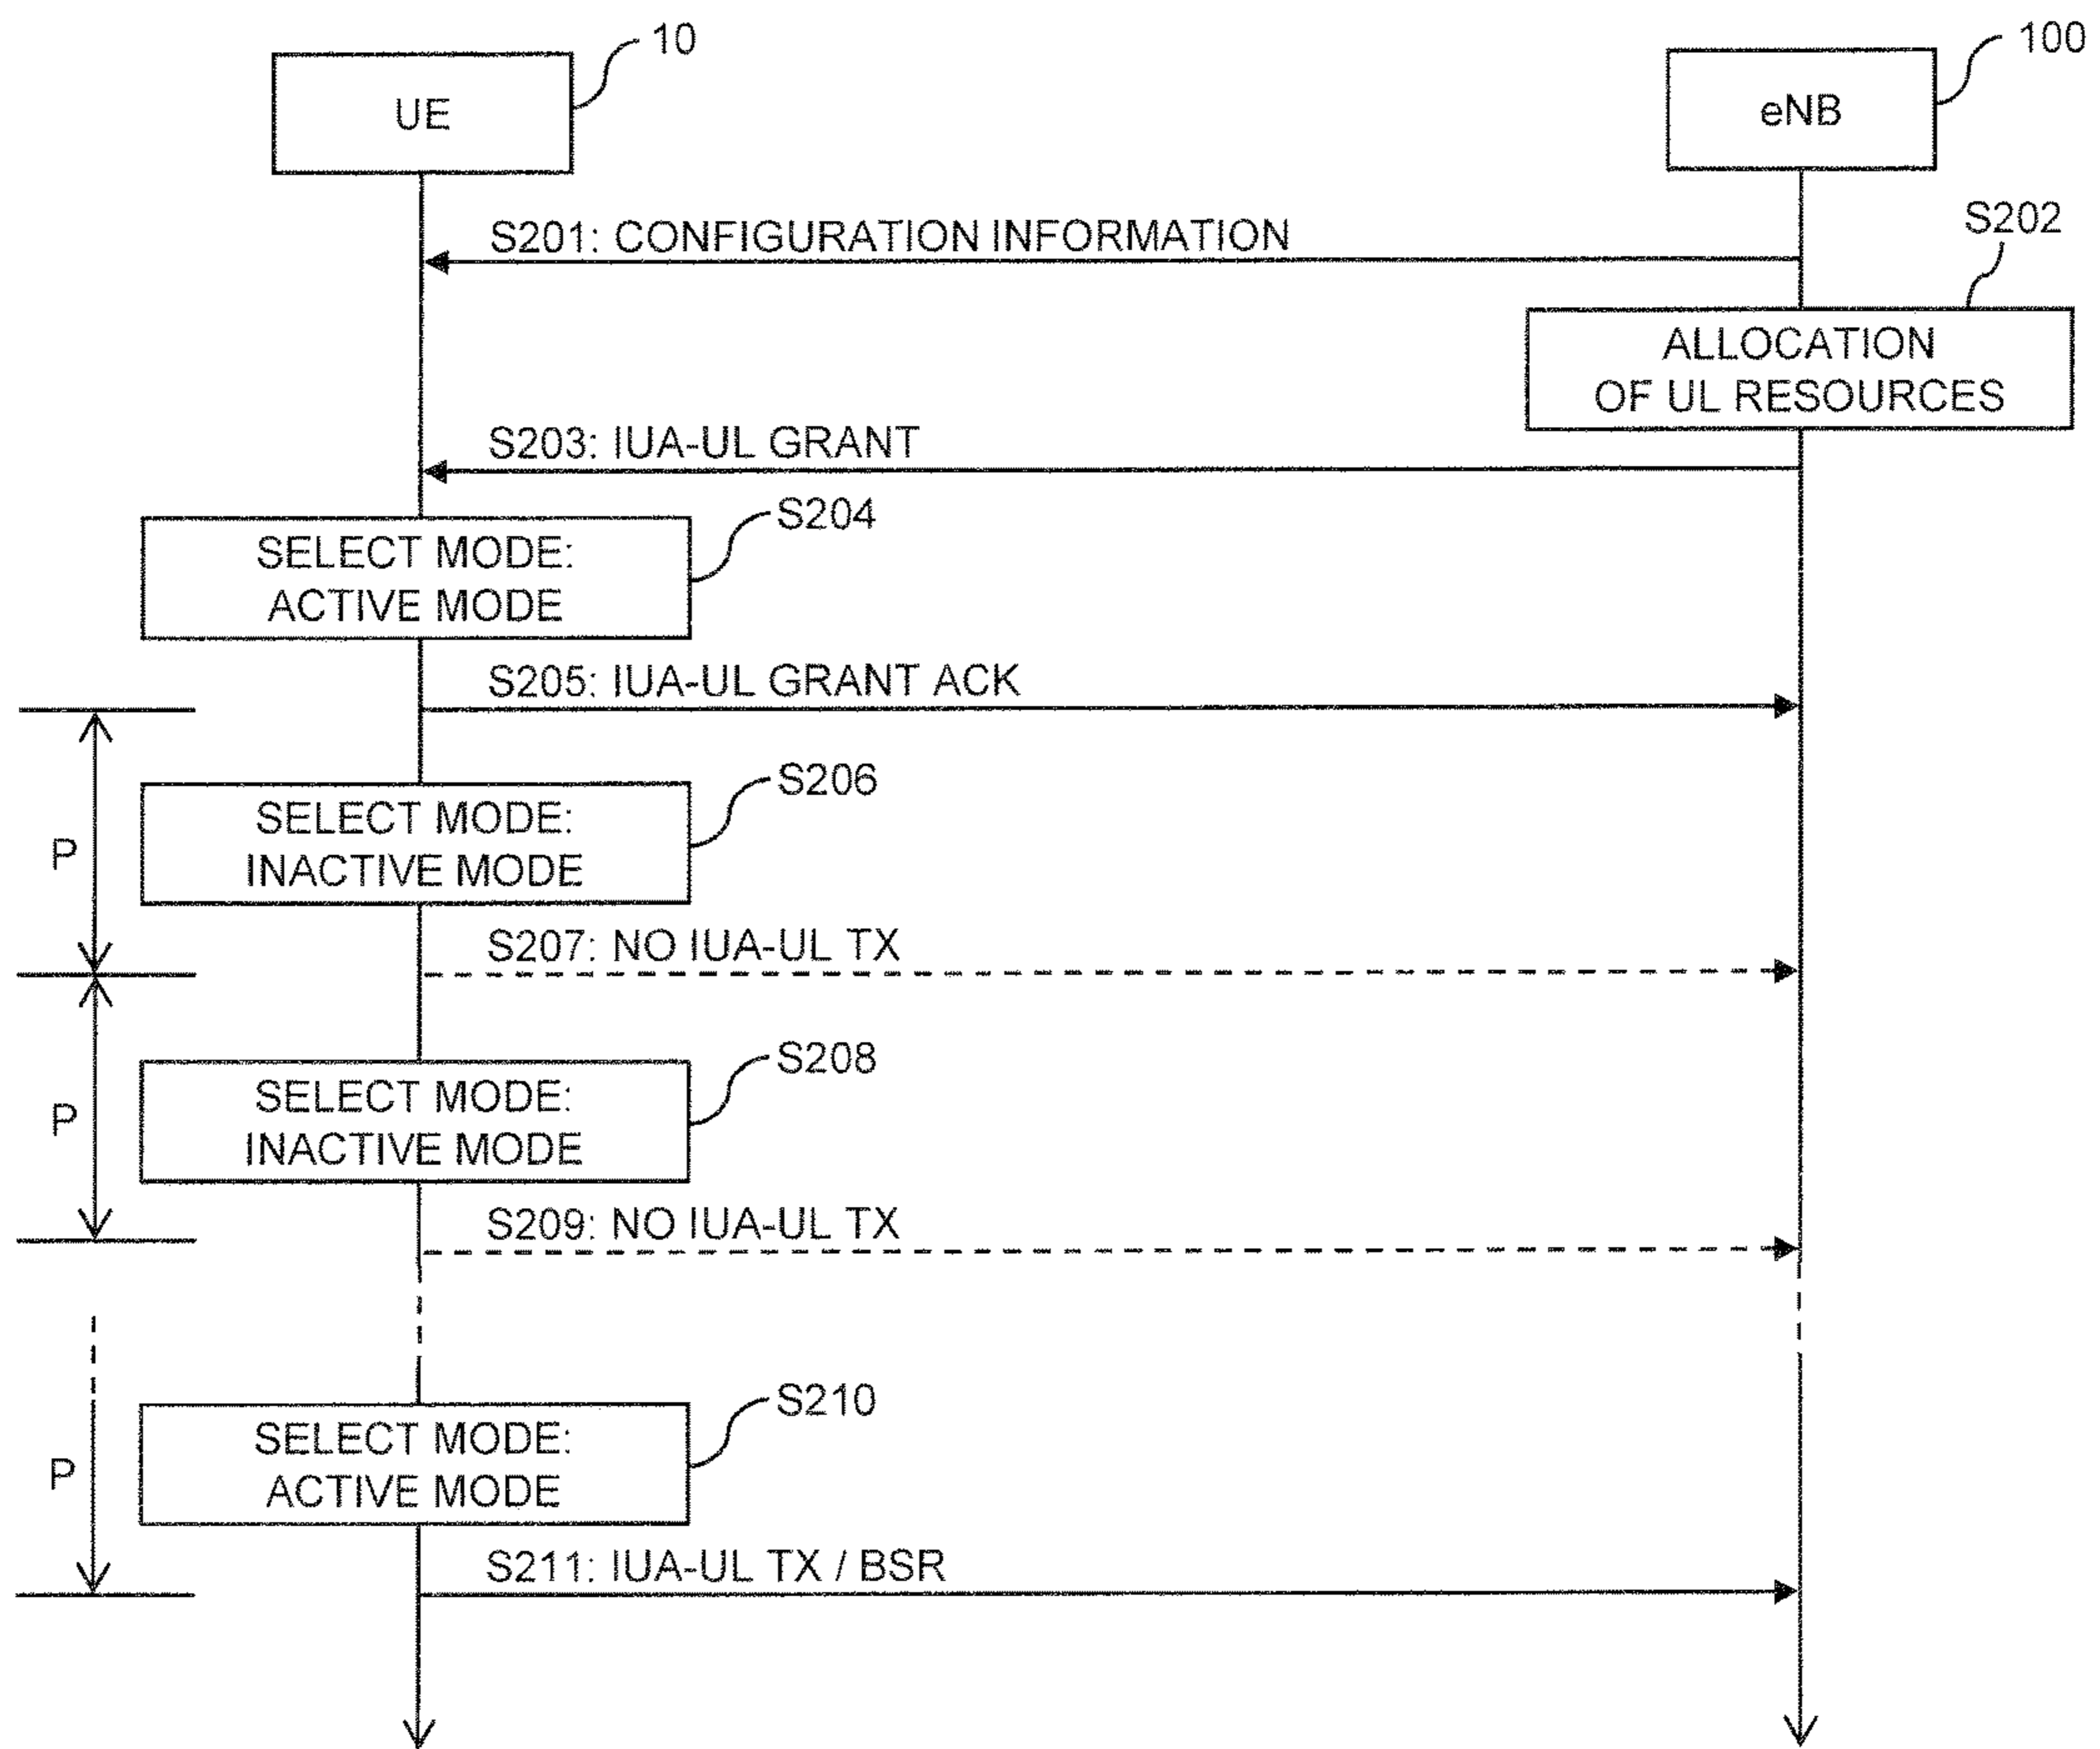 10
100
UE
eNB
S201: CONFIGURATION INFORMATION
S202
ALLOCATION
OF UL RESOURCES
S203: IUA-UL GRANT
S204
SELECT MODE:
ACTIVE MODE
S205: IUA-UL GRANT ACK
S206
SELECT MODE:
INACTIVE MODE
P
S207: NO IUA-UL TX
S208
SELECT MODE:
INACTIVE MODE
P
S209: NO IUA-UL TX
S210
SELECT MODE:
ACTIVE MODE
P
S211: IUA-UL TX / BSR